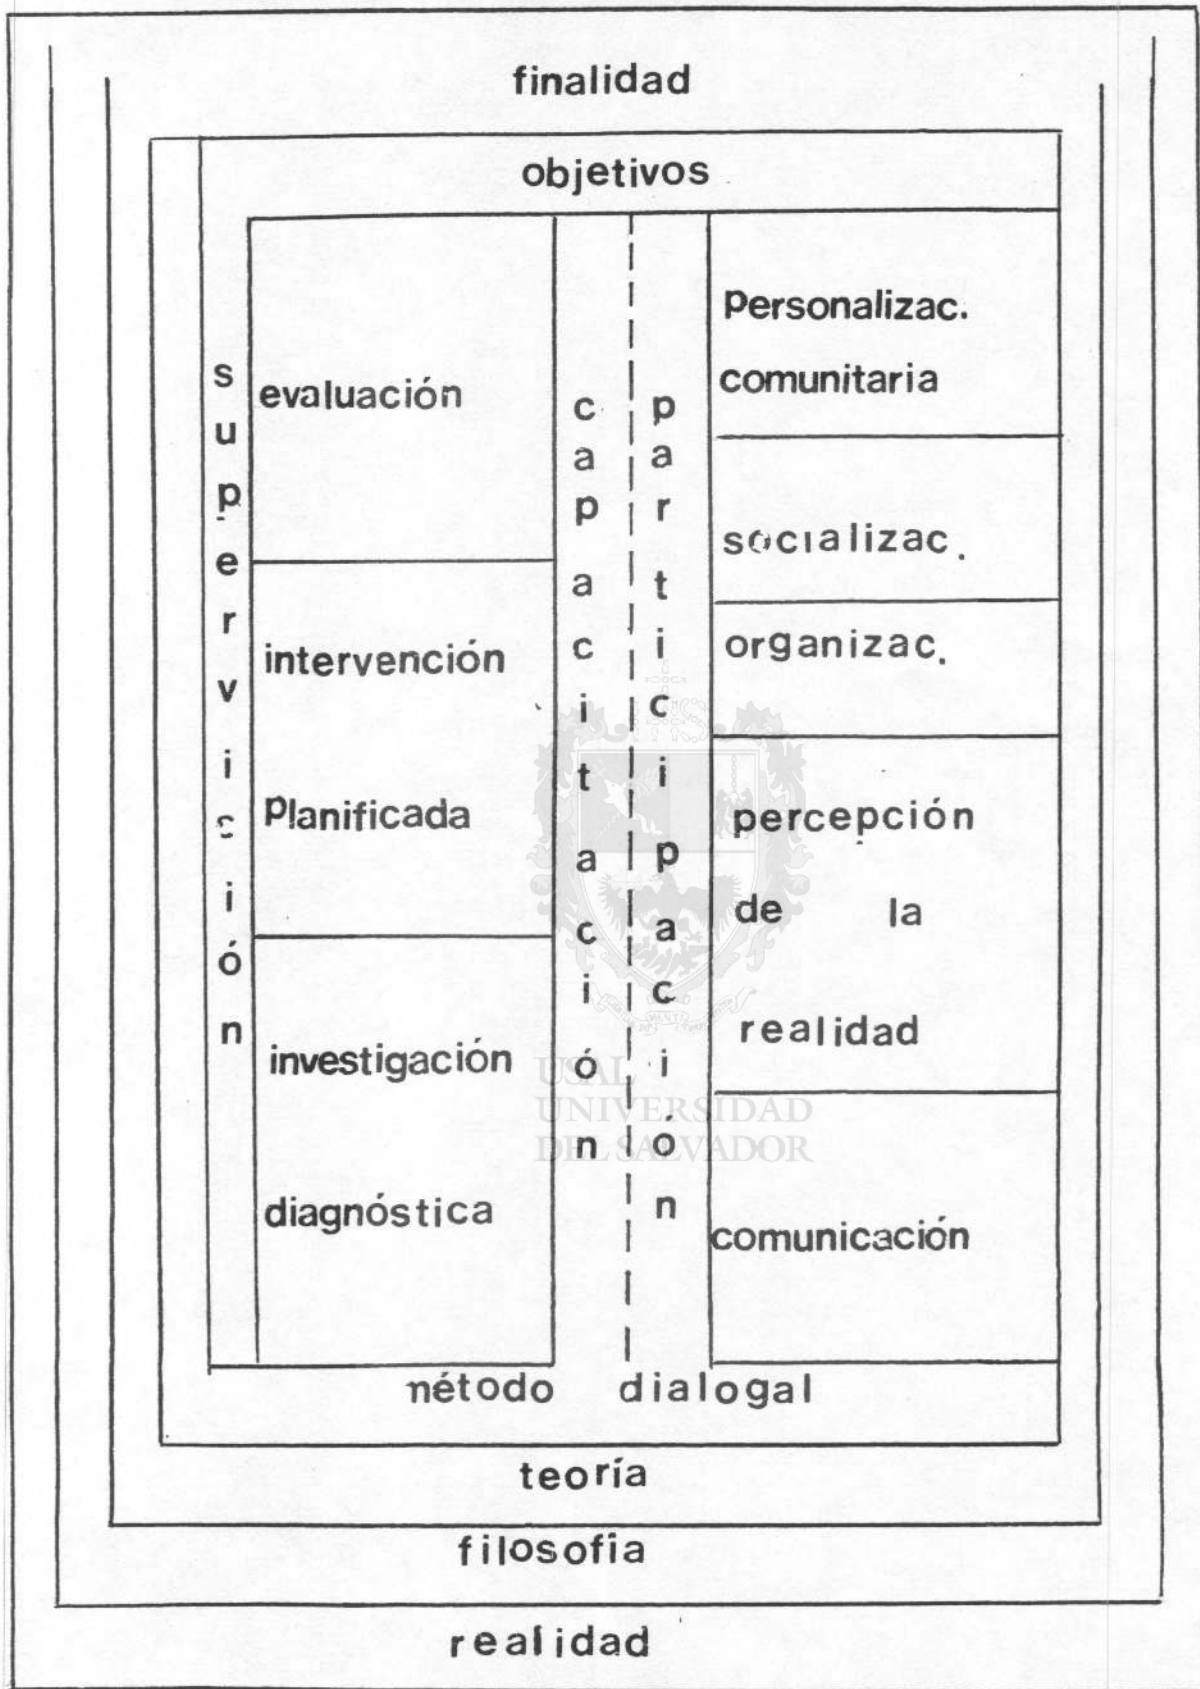 finalidad
objetivos
supervisión
evaluación
intervención
Planificada
investigación
diagnóstica
capacitación
participación
Personalizac.
comunitaria
socializac.
organizac.
percepción
de la
realidad
comunicación
método dialogal
teoría
filosofia
realidad
USAL
UNIVERSIDAD
DEL SALVADOR